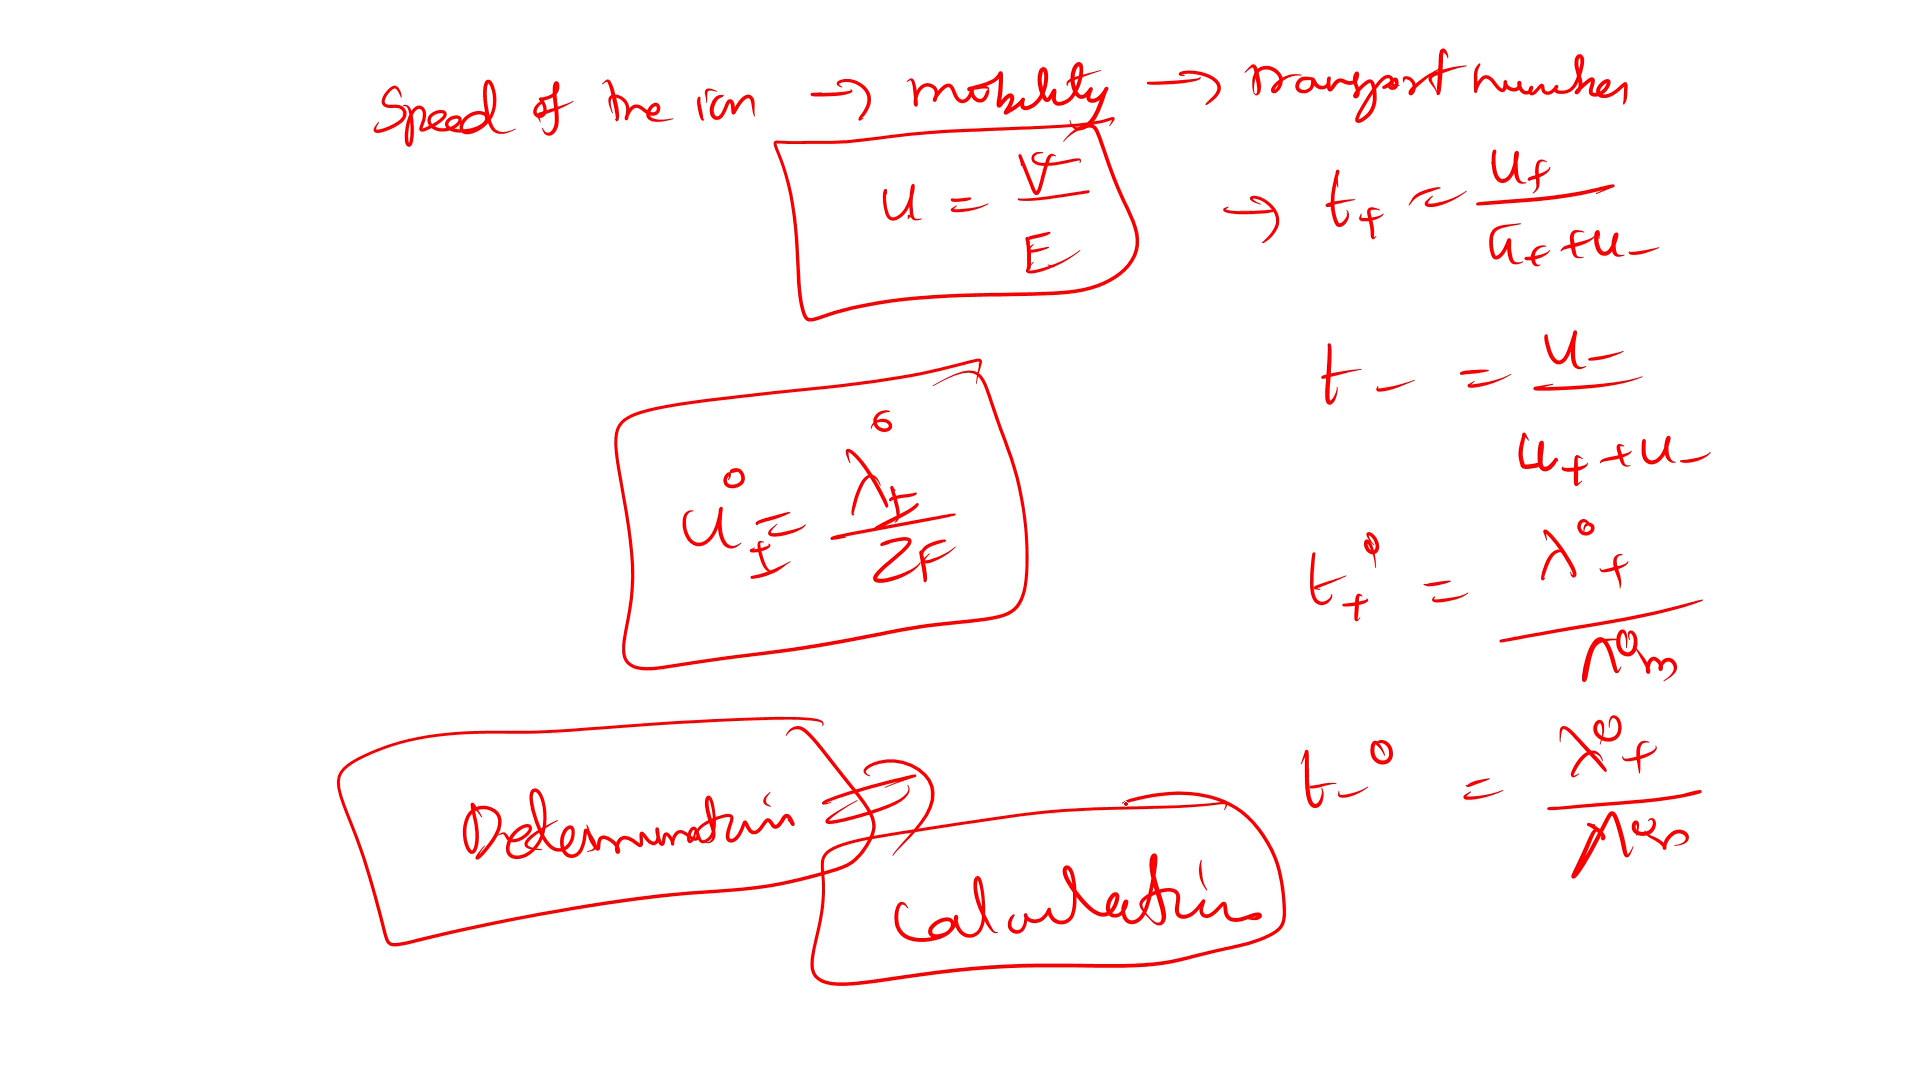 Speed of the ion → mobility → Transport number
u = v/E → t₊ = u₊/(u₊ + u₋)
t₋ = u₋/(u₊ + u₋)
u°± = λ°±/ZF
t₊° = λ°₊/Λ°m
t₋° = λ°₊/Λ°m
Determination ⇒
Calculation